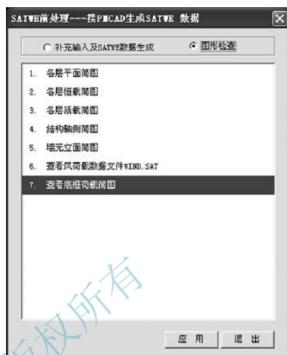 SATWE前处理---按PMCAD生成SATWE 数据
补充输入及SATWE数据生成 图形检查
1. 各层平面简图
2. 各层恒载简图
3. 各层活载简图
4. 结构轴侧简图
5. 墙元立面简图
6. 查看风荷载数据文件WIND.SAT
7. 查看底框荷载简图
应 用 退 出
版权所有